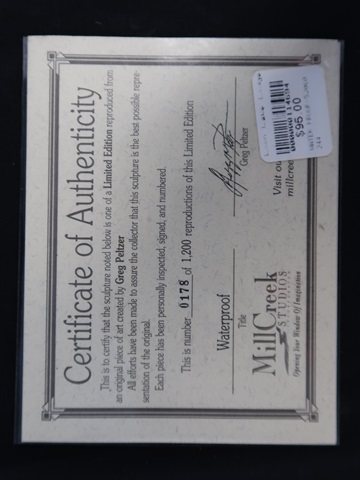 Certificate of Authenticity
This is to certify that the sculpture noted below is one of a Limited Edition reproduced from
an original piece of art created by Greg Peltzer
All efforts have been made to assure the collector that this sculpture is the best possible repre-
sentation of the original.
Each piece has been personally inspected, signed, and numbered.
This is number 0178 of 1,200 reproductions of this Limited Edition
Waterproof
Title
Greg Peltzer
MillCreek
STUDIOS
Opening Your Window Of Imagination
Visit ou
millcree
$95.00